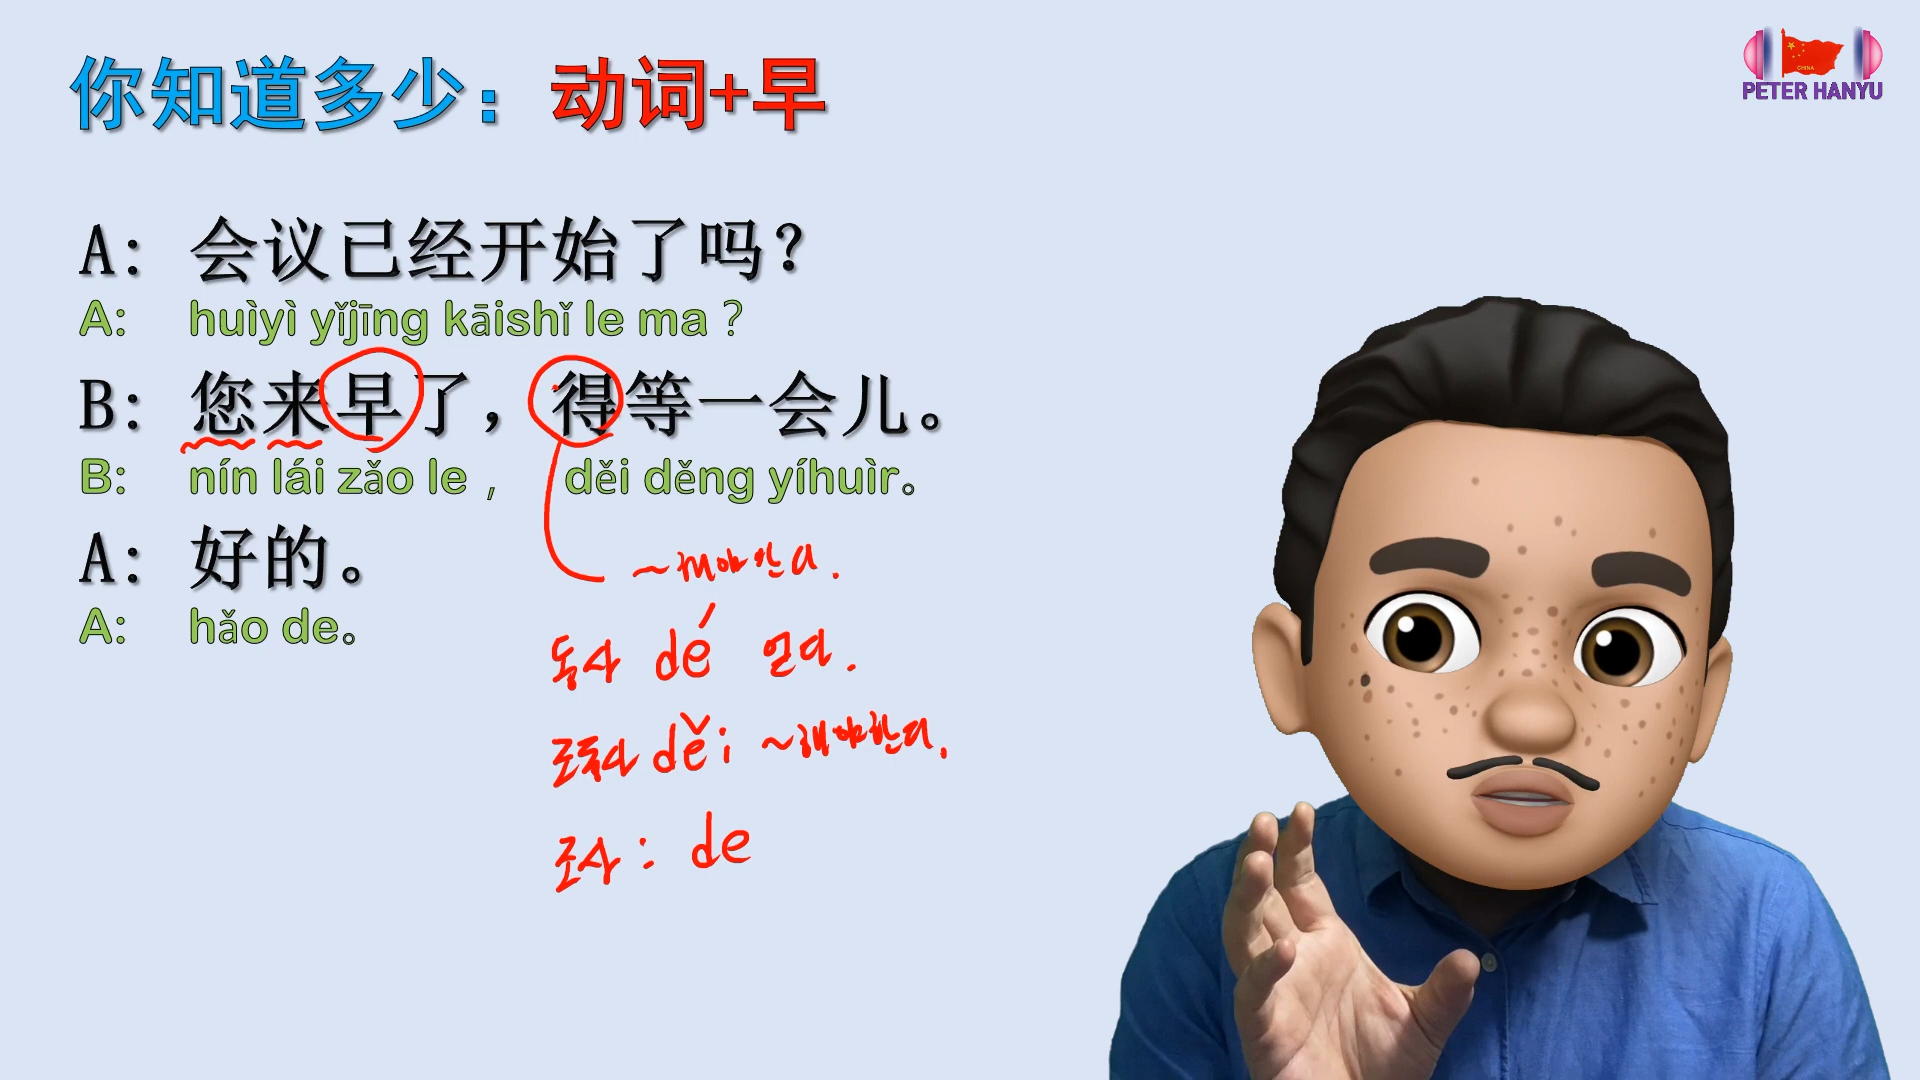 你知道多少：动词+早
CHINA
PETER HANYU
A: 会议已经开始了吗？
A: huìyì yǐjīng kāishǐ le ma？
B: 您来早了，得等一会儿。
B: nín lái zǎo le， děi děng yíhuìr。
A: 好的。
A: hǎo de。
~해야한다.
동사 dé 얻다.
조동사 děi ~해야한다.
조사: de